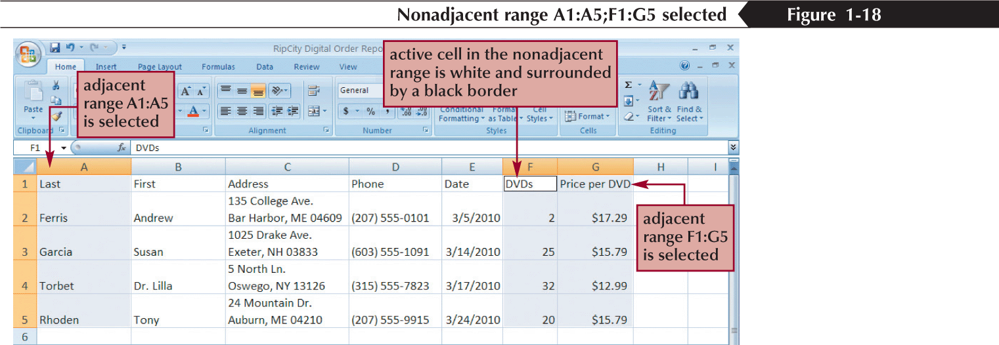 Nonadjacent range A1:A5;F1:G5 selected Figure 1-18
RipCity Digital Order Repo
Home Insert Page Layout Formulas Data Review View
active cell in the nonadjacent
range is white and surrounded
by a black border
adjacent
range A1:A5
is selected
General
Paste
$ % ,
Conditional Format Cell
Formatting as Table Styles
Format
Σ
Sort & Find &
Filter Select
Clipboard Alignment Number Styles Cells Editing
F1 fx DVDs
A B C D E F G H I
1 Last First Address Phone Date DVDs Price per DVD
135 College Ave.
2 Ferris Andrew Bar Harbor, ME 04609 (207) 555-0101 3/5/2010 2 $17.29
1025 Drake Ave.
3 Garcia Susan Exeter, NH 03833 (603) 555-1091 3/14/2010 25 $15.79
5 North Ln.
4 Torbet Dr. Lilla Oswego, NY 13126 (315) 555-7823 3/17/2010 32 $12.99
24 Mountain Dr.
5 Rhoden Tony Auburn, ME 04210 (207) 555-9915 3/24/2010 20 $15.79
6
adjacent
range F1:G5
is selected